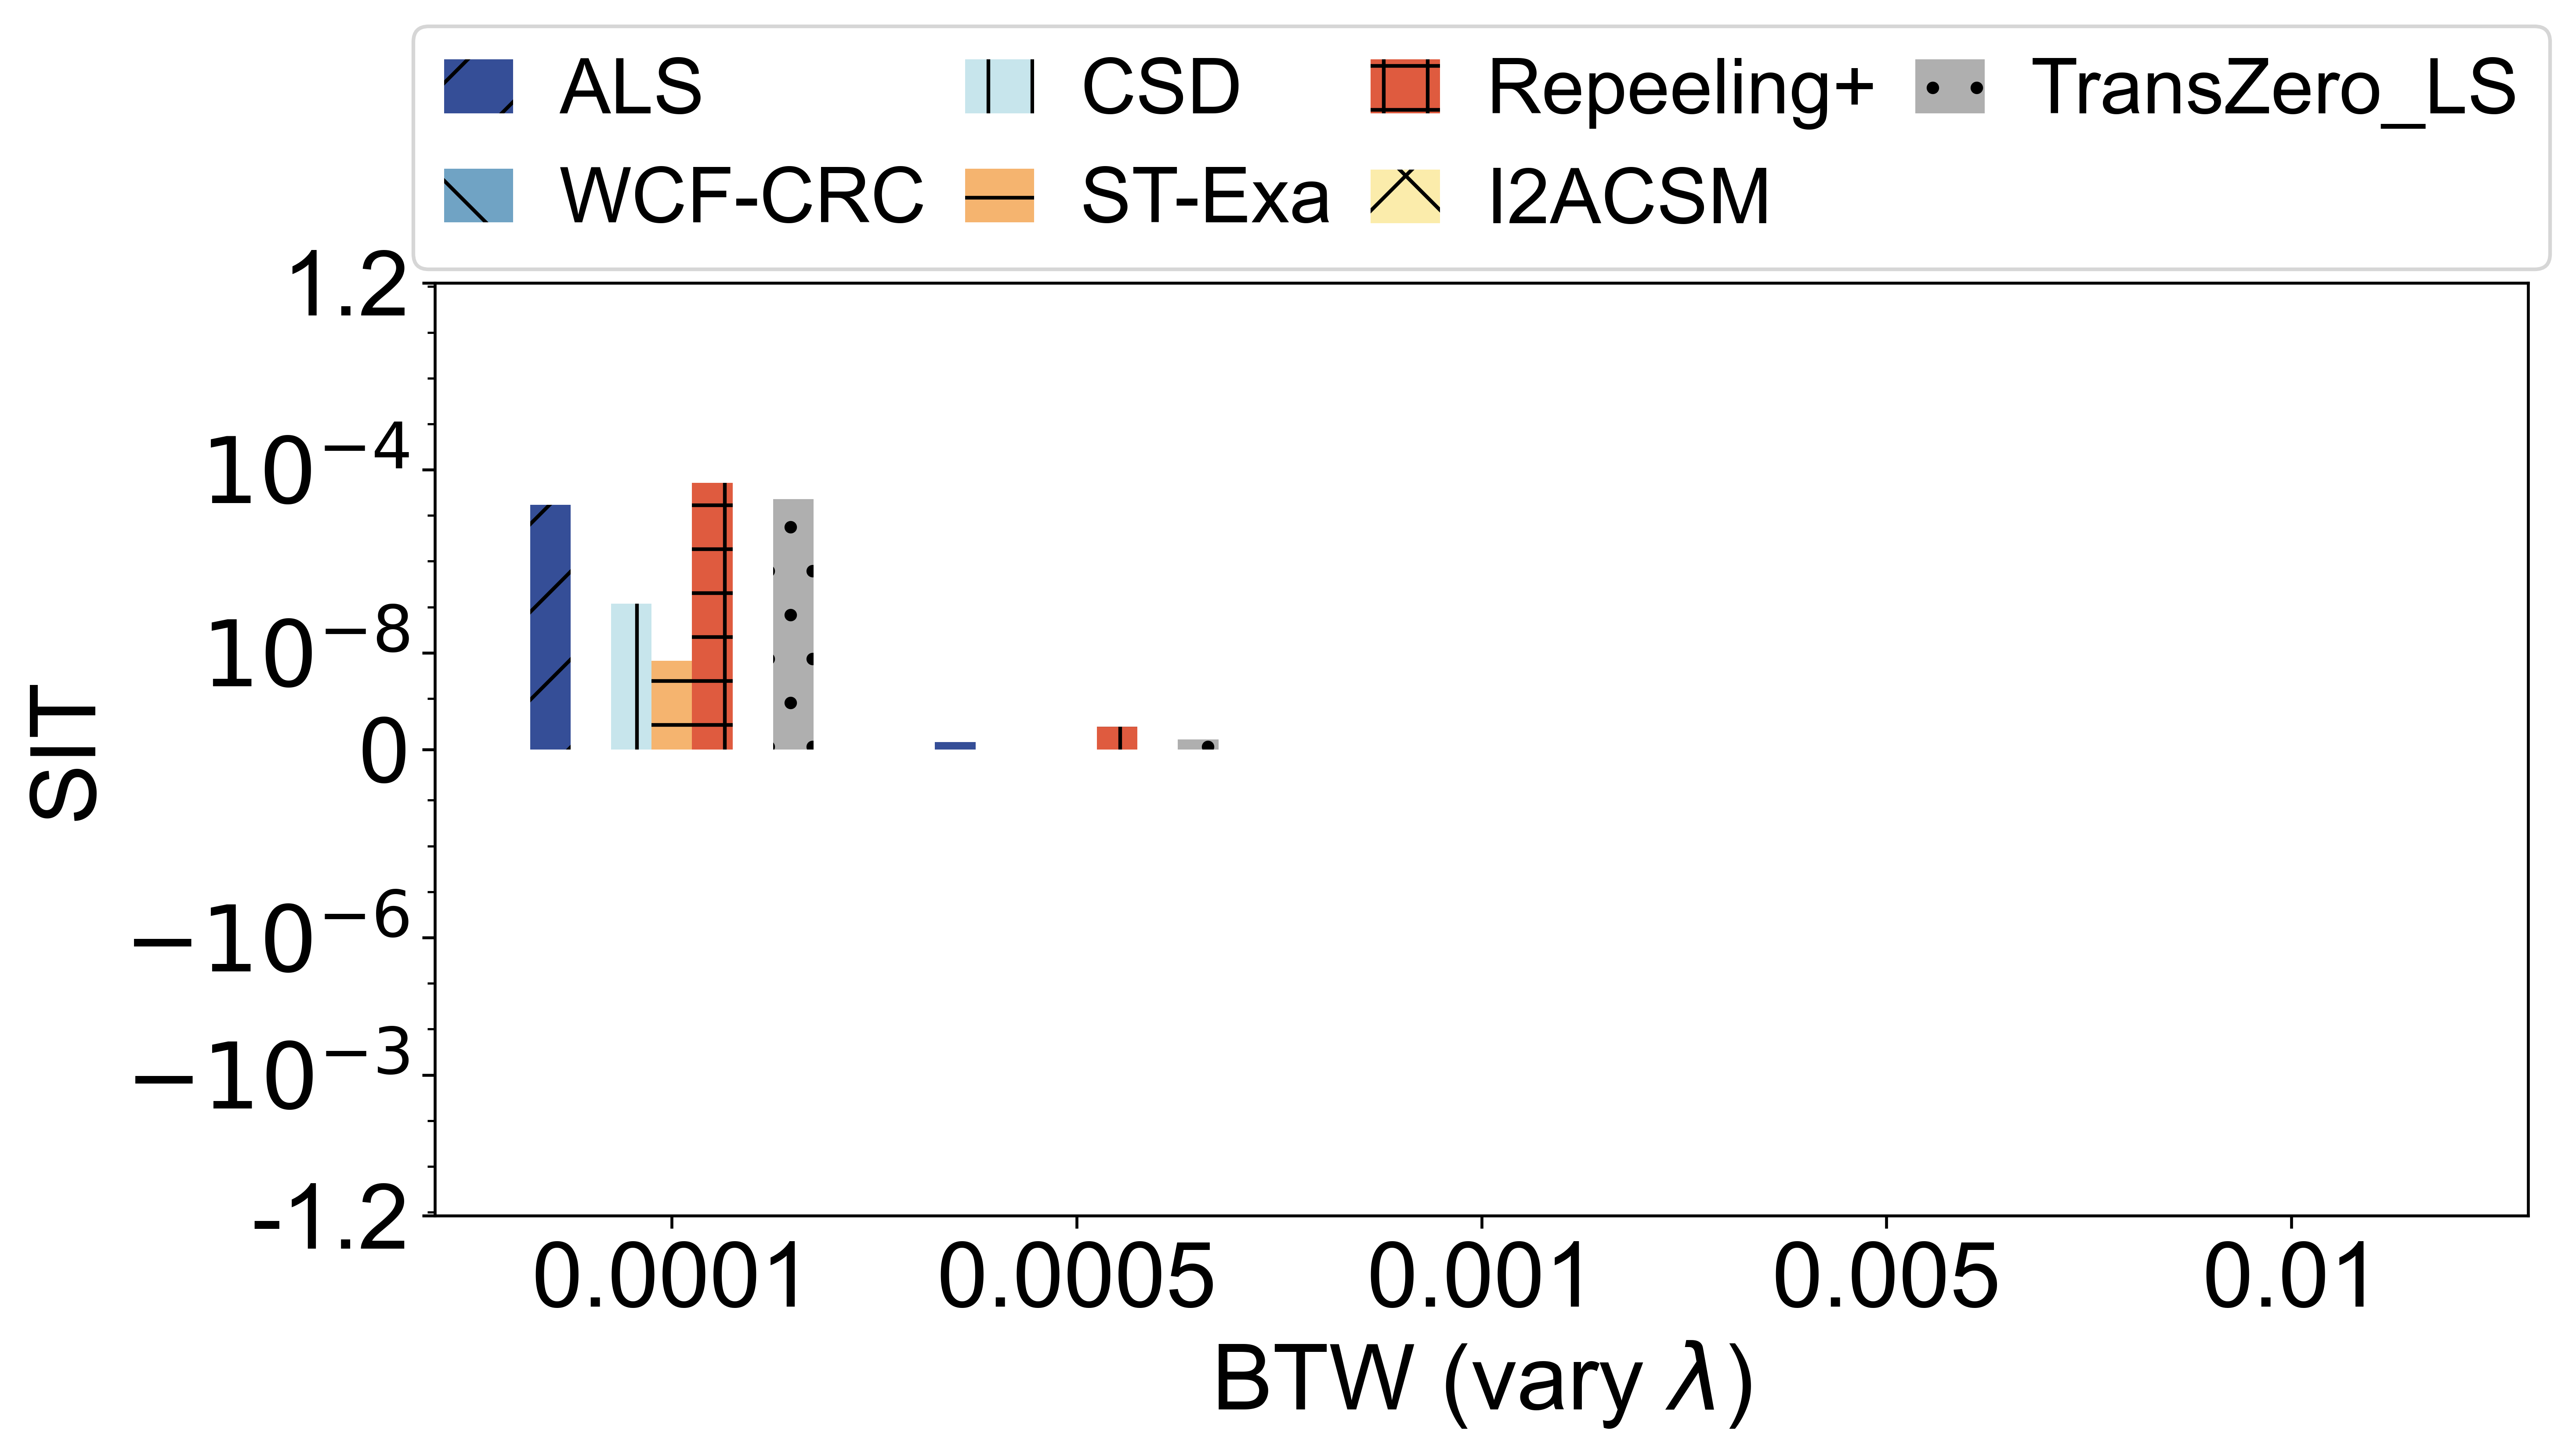 ALS CSD Repeeling+ TransZero_LS
WCF-CRC ST-Exa I2ACSM
1.2
10⁻⁴
10⁻⁸
0
−10⁻⁶
−10⁻³
-1.2
SIT
0.0001 0.0005 0.001 0.005 0.01
BTW (vary λ)